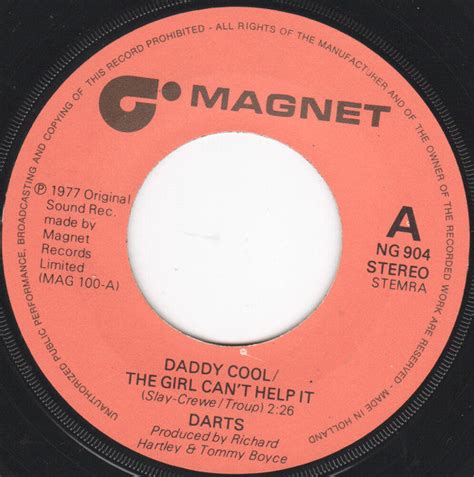 UNAUTHORIZED PUBLIC PERFORMANCE, BROADCASTING AND COPYING OF THIS RECORD PROHIBITED - ALL RIGHTS OF THE MANUFACTURER AND OF THE OWNER OF THE RECORDED WORK ARE RESERVED - MADE IN HOLLAND
MAGNET
Ⓟ 1977 Original
Sound Rec.
made by
Magnet
Records
Limited
(MAG 100-A)
A
NG 904
STEREO
STEMRA
DADDY COOL/
THE GIRL CAN'T HELP IT
(Slay-Crewe/Troup) 2:26
DARTS
Produced by Richard
Hartley & Tommy Boyce